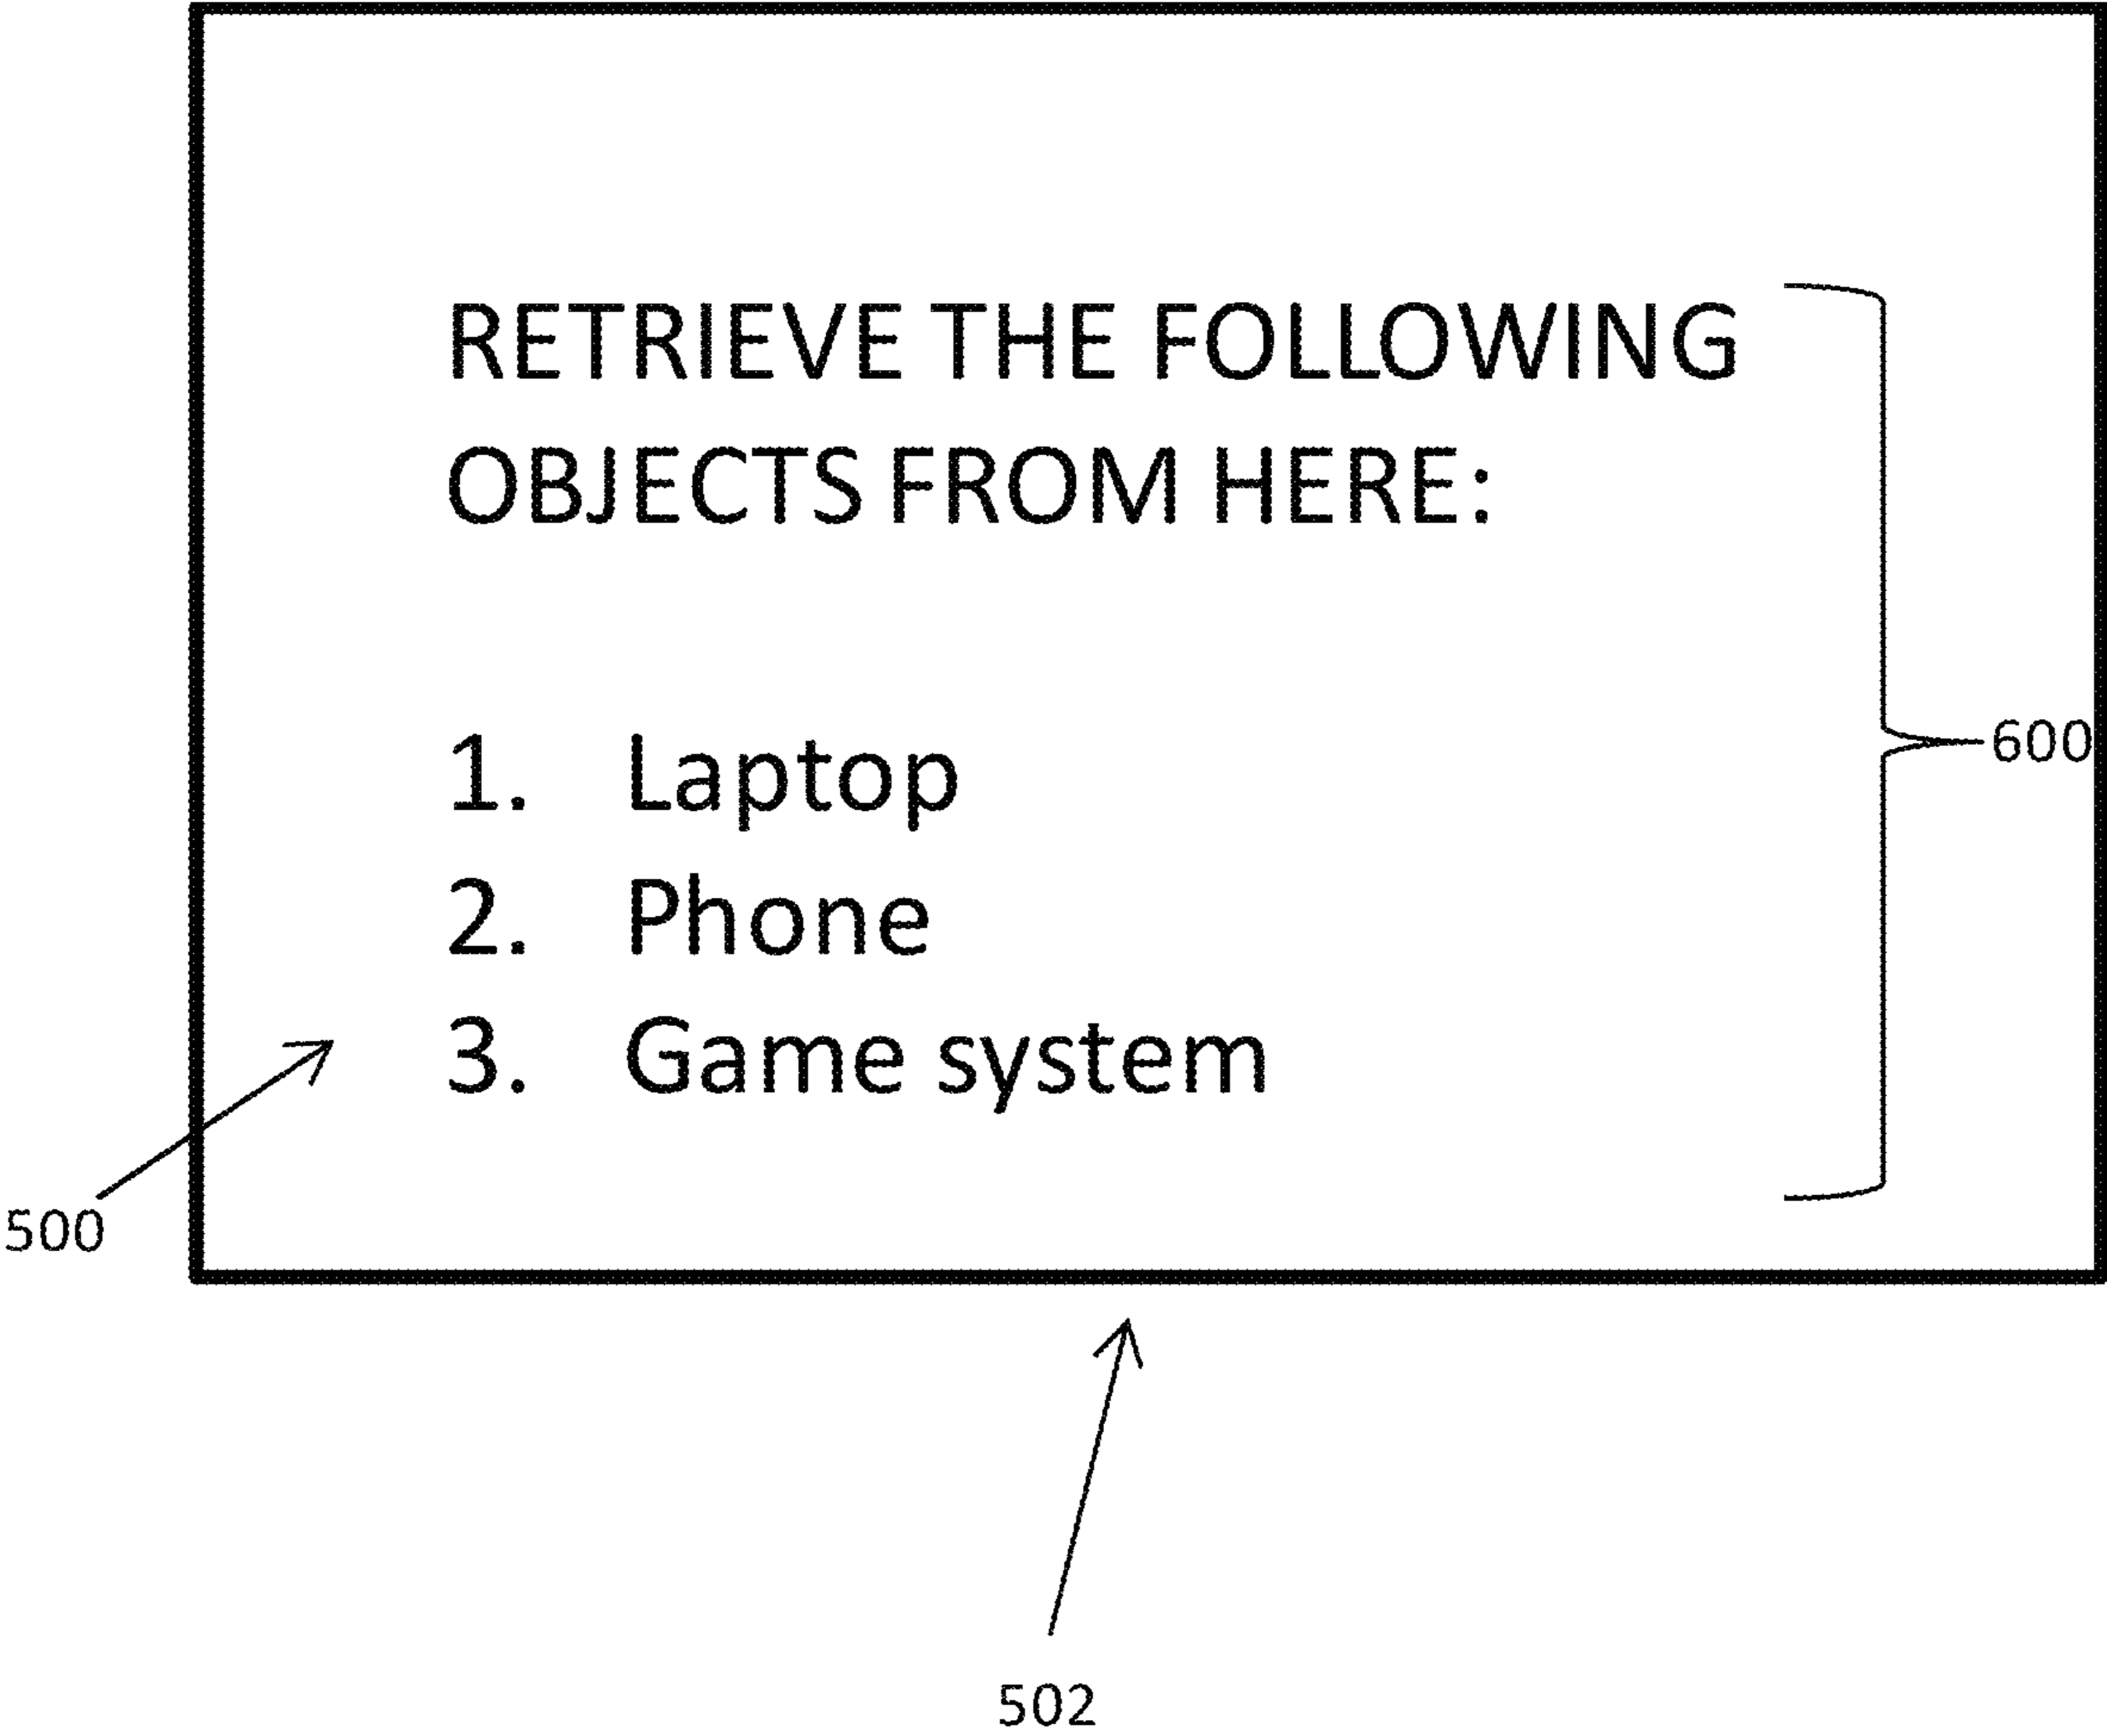 RETRIEVE THE FOLLOWING
OBJECTS FROM HERE:
1. Laptop
600
2. Phone
3. Game system
500
502